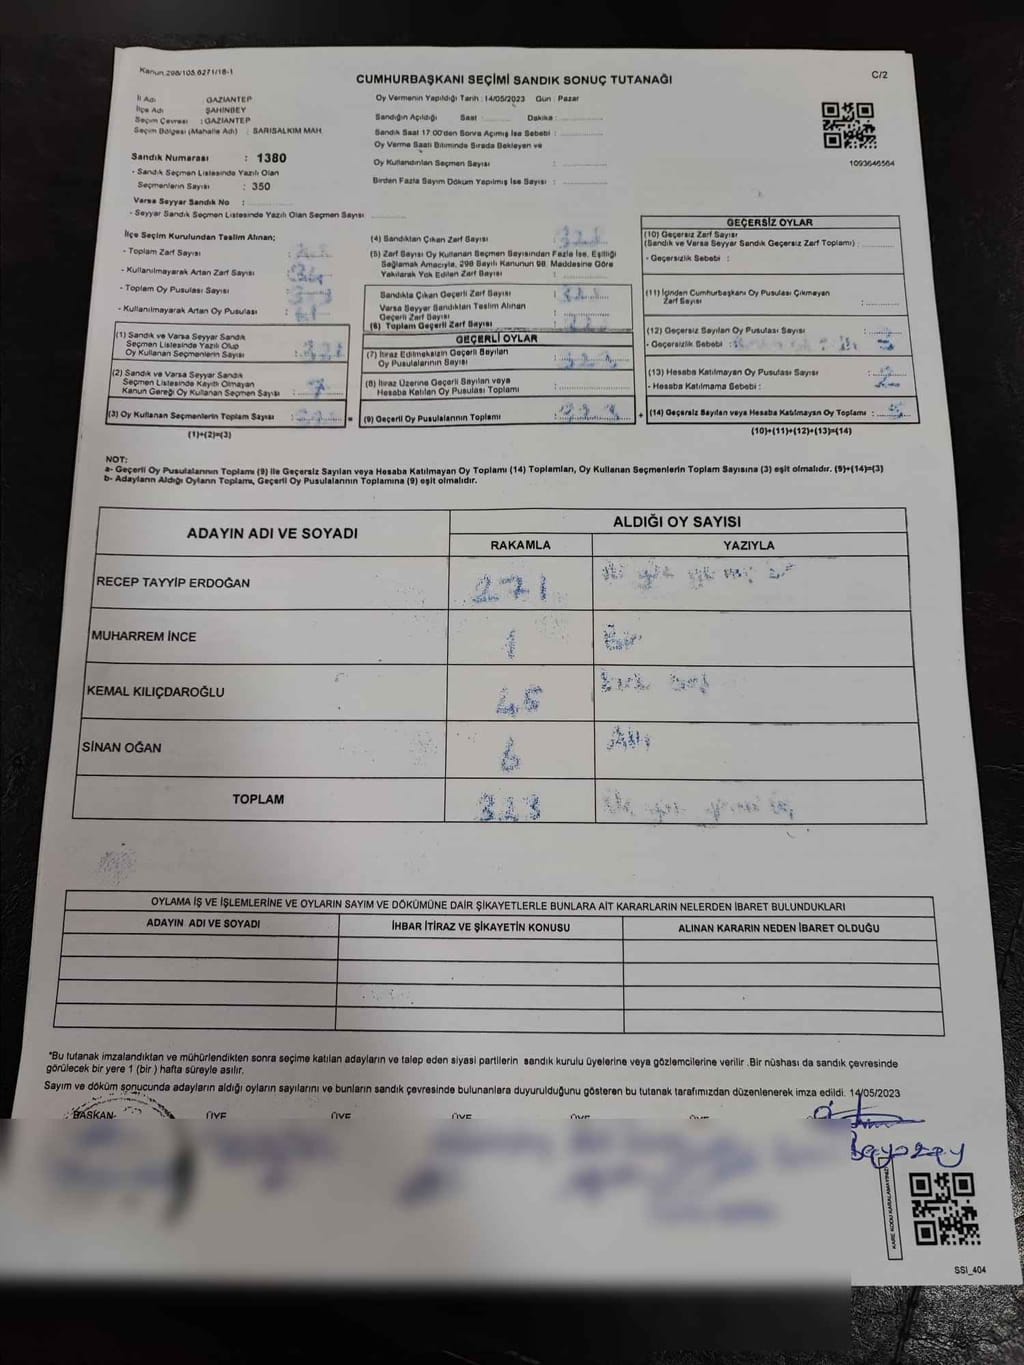 Kanun.298/105.6271/18-1
CUMHURBAŞKANI SEÇİMİ SANDIK SONUÇ TUTANAĞI
C/2
İl Adı : GAZİANTEP
İlçe Adı : ŞAHİNBEY
Seçim Çevresi : GAZİANTEP
Seçim Bölgesi (Mahalle Adı) : SARISALKIM MAH.
Sandık Numarası : 1380
- Sandık Seçmen Listesinde Yazılı Olan
Seçmenlerin Sayısı : 350
Varsa Seyyar Sandık No :
- Seyyar Sandık Seçmen Listesinde Yazılı Olan Seçmen Sayısı
Oy Vermenin Yapıldığı Tarih : 14/05/2023 Gün : Pazar
Sandığın Açıldığı Saat : Dakika :
Sandık Saat 17:00'den Sonra Açımış İse Sebebi :
Oy Verme Saati Bitiminde Sırada Bekleyen ve
Oy Kullandırılan Seçmen Sayısı :
Birden Fazla Sayım Döküm Yapılmış İse Sayısı :
1093646564
İlçe Seçim Kurulundan Teslim Alınan;
- Toplam Zarf Sayısı :
- Kullanılmayarak Artan Zarf Sayısı :
- Toplam Oy Pusulası Sayısı :
- Kullanılmayarak Artan Oy Pusulası :
(1) Sandık ve Varsa Seyyar Sandık
Seçmen Listesinde Yazılı Olup
Oy Kullanan Seçmenlerin Sayısı :
(2) Sandık ve Varsa Seyyar Sandık
Seçmen Listesinde Kayıtlı Olmayan
Kanun Gereği Oy Kullanan Seçmen Sayısı : 7
(3) Oy Kullanan Seçmenlerin Toplam Sayısı : =
(1)+(2)=(3)
(4) Sandıktan Çıkan Zarf Sayısı : 328
(5) Zarf Sayısı Oy Kullanan Seçmen Sayısından Fazla İse, Eşitliği
Sağlamak Amacıyla, 298 Sayılı Kanunun 98. Maddesine Göre
Yakılarak Yok Edilen Zarf Sayısı :
Sandıkta Çıkan Geçerli Zarf Sayısı : 328
Varsa Seyyar Sandıktan Teslim Alınan
Geçerli Zarf Sayısı :
(6) Toplam Geçerli Zarf Sayısı :
GEÇERLİ OYLAR
(7) İtiraz Edilmeksizin Geçerli Sayılan
Oy Pusulasının Sayısı : 323
(8) İtiraz Üzerine Geçerli Sayılan veya
Hesaba Katılan Oy Pusulası Toplamı :
(9) Geçerli Oy Pusulalarının Toplamı : 323 +
GEÇERSİZ OYLAR
(10) Geçersiz Zarf Sayısı
(Sandık ve Varsa Seyyar Sandık Geçersiz Zarf Toplamı) :
- Geçersizlik Sebebi :
(11) İçinden Cumhurbaşkanı Oy Pusulası Çıkmayan
Zarf Sayısı :
(12) Geçersiz Sayılan Oy Pusulası Sayısı :
- Geçersizlik Sebebi :
(13) Hesaba Katılmayan Oy Pusulası Sayısı : 2
- Hesaba Katılmama Sebebi :
(14) Geçersiz Sayılan veya Hesaba Katılmayan Oy Toplamı : 5
(10)+(11)+(12)+(13)=(14)
NOT:
a- Geçerli Oy Pusulalarının Toplamı (9) ile Geçersiz Sayılan veya Hesaba Katılmayan Oy Toplamı (14) Toplamları, Oy Kullanan Seçmenlerin Toplam Sayısına (3) eşit olmalıdır. (9)+(14)=(3)
b- Adayların Aldığı Oyların Toplamı, Geçerli Oy Pusulalarının Toplamına (9) eşit olmalıdır.
ADAYIN ADI VE SOYADI
ALDIĞI OY SAYISI
RAKAMLA YAZIYLA
RECEP TAYYİP ERDOĞAN 271
MUHARREM İNCE 1 Bir
KEMAL KILIÇDAROĞLU 45 kırk beş
SİNAN OĞAN 6 Altı
TOPLAM 323
OYLAMA İŞ VE İŞLEMLERİNE VE OYLARIN SAYIM VE DÖKÜMÜNE DAİR ŞİKAYETLERLE BUNLARA AİT KARARLARIN NELERDEN İBARET BULUNDUKLARI
ADAYIN ADI VE SOYADI İHBAR İTİRAZ VE ŞİKAYETİN KONUSU ALINAN KARARIN NEDEN İBARET OLDUĞU
*Bu tutanak imzalandıktan ve mühürlendikten sonra seçime katılan adayların ve talep eden siyasi partilerin sandık kurulu üyelerine veya gözlemcilerine verilir .Bir nüshası da sandık çevresinde
görülecek bir yere 1 (bir ) hafta süreyle asılır.
Sayım ve döküm sonucunda adayların aldığı oyların sayılarını ve bunların sandık çevresinde bulunanlara duyurulduğunu gösteren bu tutanak tarafımızdan düzenlenerek imza edildi. 14/05/2023
BAŞKAN ÜYE ÜYE ÜYE ÜYE
SSI_404